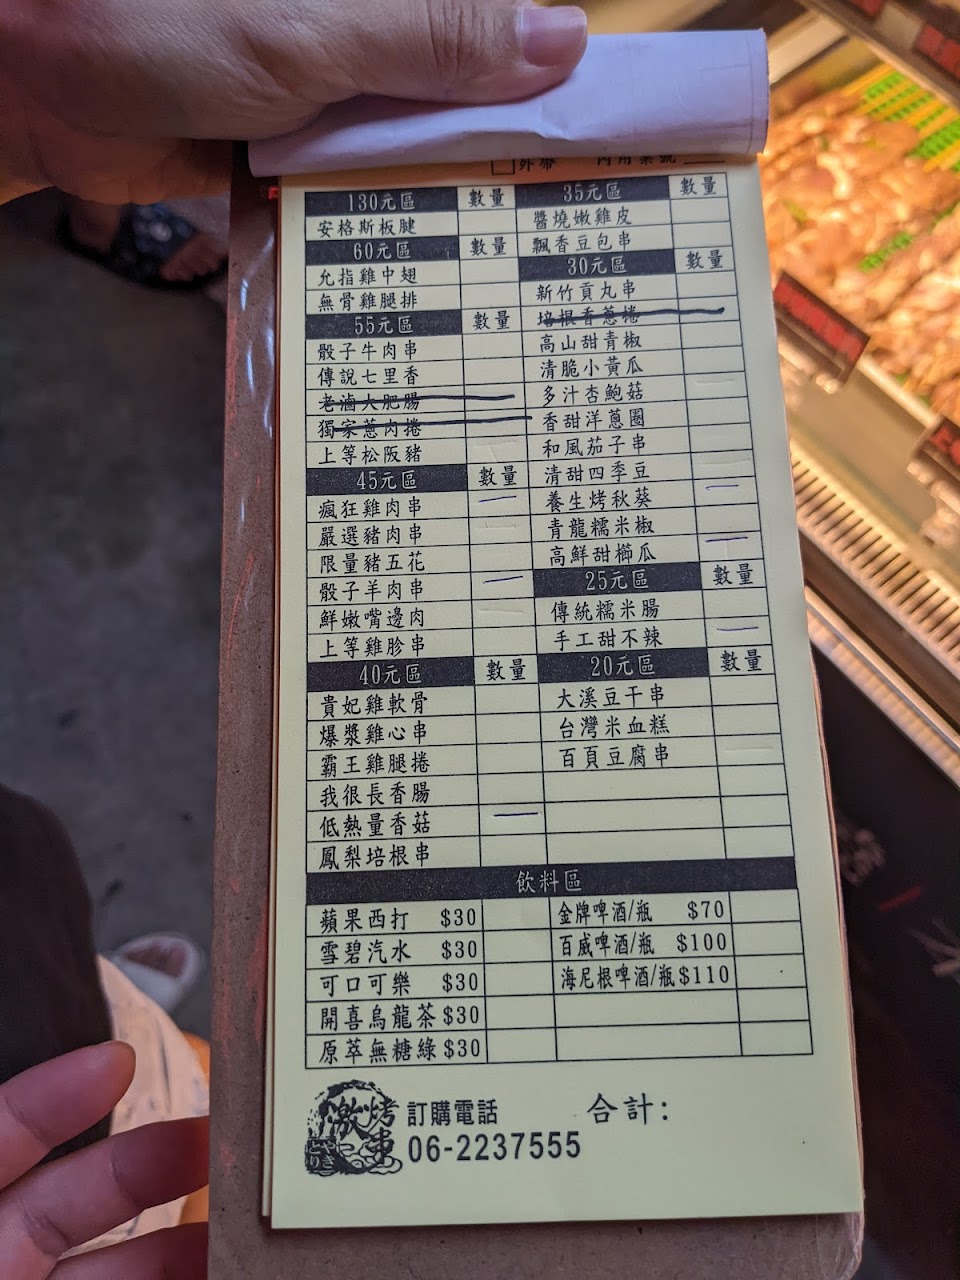 外帶 內用桌號
130元區 數量
安格斯板腱
60元區 數量
允指雞中翅
無骨雞腿排
55元區 數量
骰子牛肉串
傳說七里香
老滷大肥腸
獨家蔥肉捲
上等松阪豬
45元區 數量
瘋狂雞肉串
嚴選豬肉串
限量豬五花
骰子羊肉串
鮮嫩嘴邊肉
上等雞胗串
40元區 數量
貴妃雞軟骨
爆漿雞心串
霸王雞腿捲
我很長香腸
低熱量香菇
鳳梨培根串
35元區 數量
醬燒嫩雞皮
飄香豆包串
30元區 數量
新竹貢丸串
培根香蔥捲
高山甜青椒
清脆小黃瓜
多汁杏鮑菇
香甜洋蔥圈
和風茄子串
清甜四季豆
養生烤秋葵
青龍糯米椒
高鮮甜櫛瓜
25元區 數量
傳統糯米腸
手工甜不辣
20元區 數量
大溪豆干串
台灣米血糕
百頁豆腐串
飲料區
蘋果西打 $30
雪碧汽水 $30
可口可樂 $30
開喜烏龍茶 $30
原萃無糖綠 $30
金牌啤酒/瓶 $70
百威啤酒/瓶 $100
海尼根啤酒/瓶 $110
激烤串
やきとり
訂購電話
06-2237555
合計: